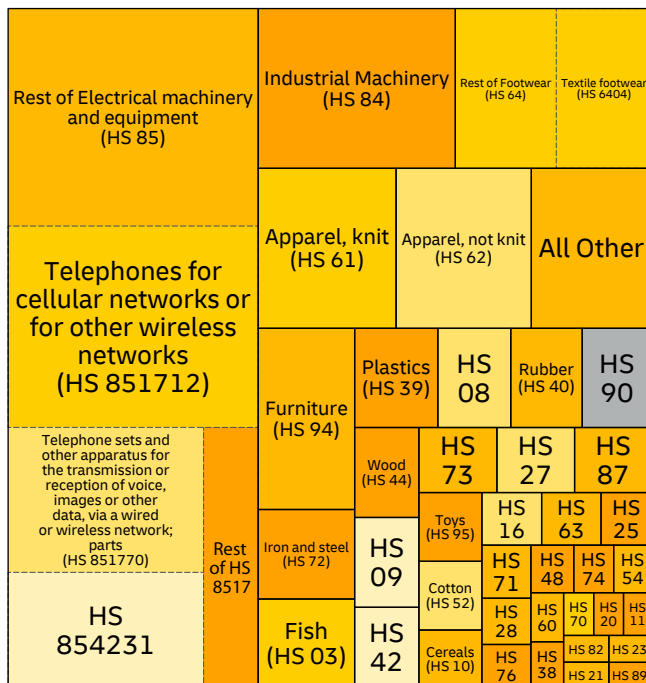 Rest of Electrical machinery
and equipment
(HS 85)
Telephones for
cellular networks or
for other wireless
networks
(HS 851712)
Telephone sets and
other apparatus for
the transmission or
reception of voice,
images or other
data, via a wired
or wireless network;
parts
(HS 851770)
HS
854231
Rest
of HS
8517
Industrial Machinery
(HS 84)
Rest of Footwear
(HS 64)
Textile footwear
(HS 6404)
Apparel, knit
(HS 61)
Apparel, not knit
(HS 62)
All Other
Furniture
(HS 94)
Iron and steel
(HS 72)
Fish
(HS 03)
Plastics
(HS 39)
HS
08
Rubber
(HS 40)
HS
90
Wood
(HS 44)
HS
73
HS
27
HS
87
HS
09
HS
42
Toys
(HS 95)
Cotton
(HS 52)
Cereals
(HS 10)
HS
16
HS
63
HS
25
HS
71
HS
48
HS
74
HS
54
HS
28
HS
60
HS
70
HS
20
HS
11
HS
76
HS
38
HS 82
HS 23
HS 21
HS 89